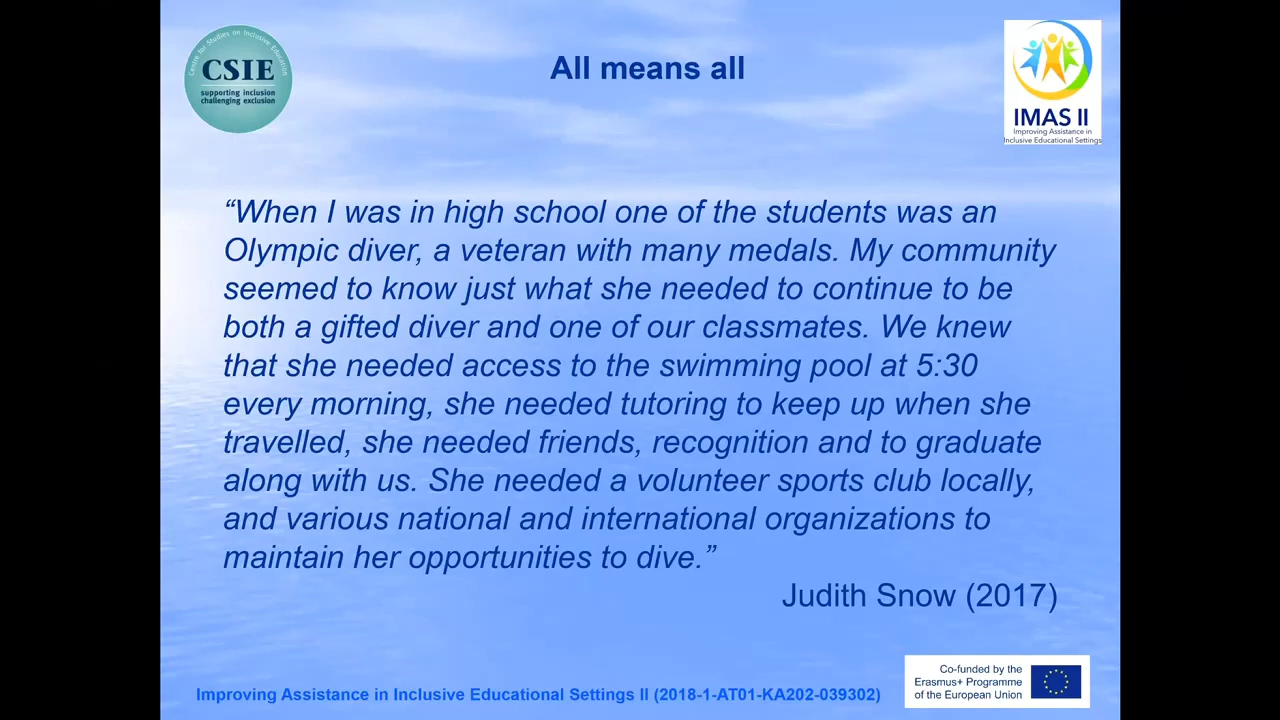 Centre for Studies on Inclusive Education
CSIE
supporting inclusion
challenging exclusion
All means all
IMAS II
Improving Assistance in
Inclusive Educational Settings
“When I was in high school one of the students was an
Olympic diver, a veteran with many medals. My community
seemed to know just what she needed to continue to be
both a gifted diver and one of our classmates. We knew
that she needed access to the swimming pool at 5:30
every morning, she needed tutoring to keep up when she
travelled, she needed friends, recognition and to graduate
along with us. She needed a volunteer sports club locally,
and various national and international organizations to
maintain her opportunities to dive.”
Judith Snow (2017)
Improving Assistance in Inclusive Educational Settings II (2018-1-AT01-KA202-039302)
Co-funded by the
Erasmus+ Programme
of the European Union